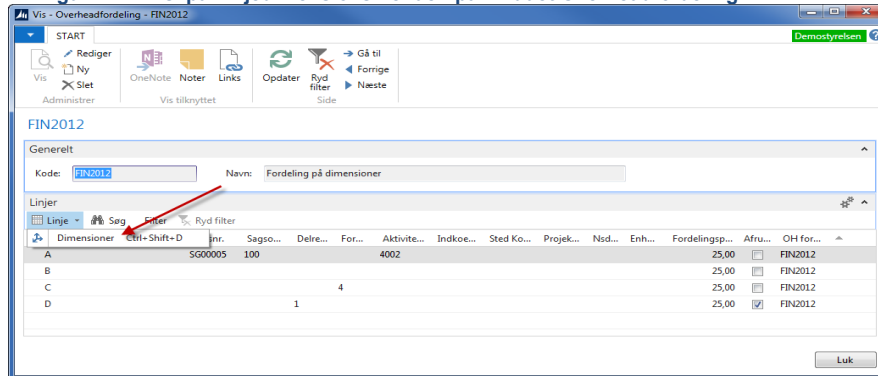 Vis - Overheadfordeling - FIN2012
START
Demostyrelsen
Rediger
Ny
Slet
Vis
OneNote Noter Links
Opdater
Ryd filter
Gå til
Forrige
Næste
Administrer
Vis tilknyttet
Side
FIN2012
Generelt
Kode: FIN2012 Navn: Fordeling på dimensioner
Linjer
Linje Søg Filter Ryd filter
Dimensioner Ctrl+Shift+D
nr. Sagso... Delre... For... Aktivite... Indkoe... Sted Ko... Projek... Nsd... Enh... Fordelingsp... Afru... OH for...
A SG00005 100 4002 25,00 FIN2012
B 25,00 FIN2012
C 4 25,00 FIN2012
D 1 25,00 FIN2012
Luk